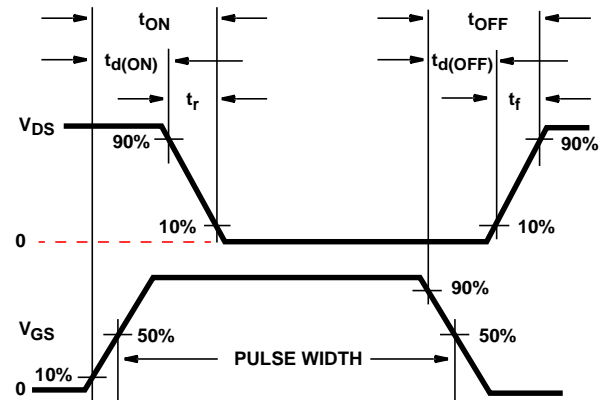 tON tOFF
td(ON) td(OFF)
tr tf
VDS
90% 90%
10% 10%
0
90%
VGS 50% 50%
PULSE WIDTH
10%
0